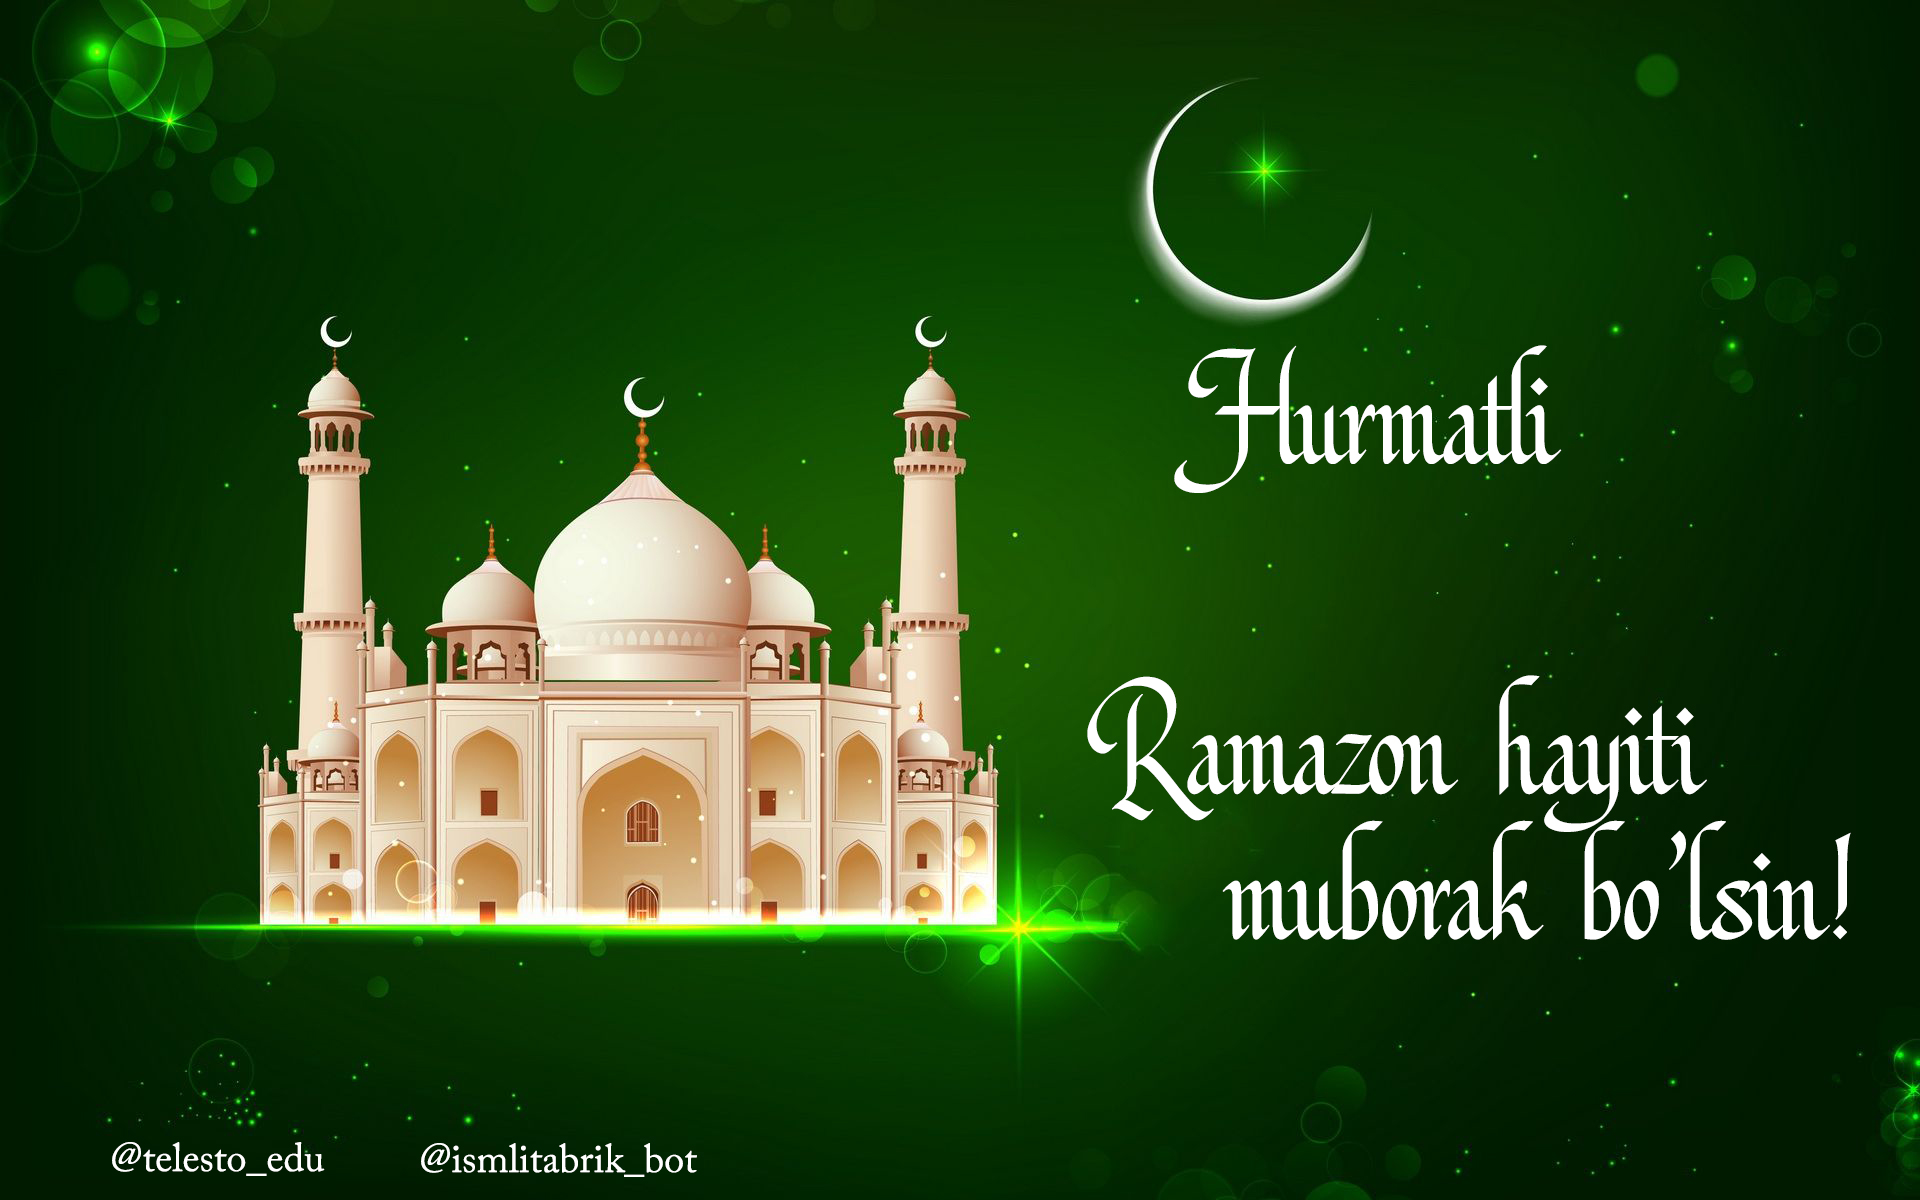 Hurmatli
Ramazon hayiti
muborak bo'lsin!
@telesto_edu
@ismlitabrik_bot